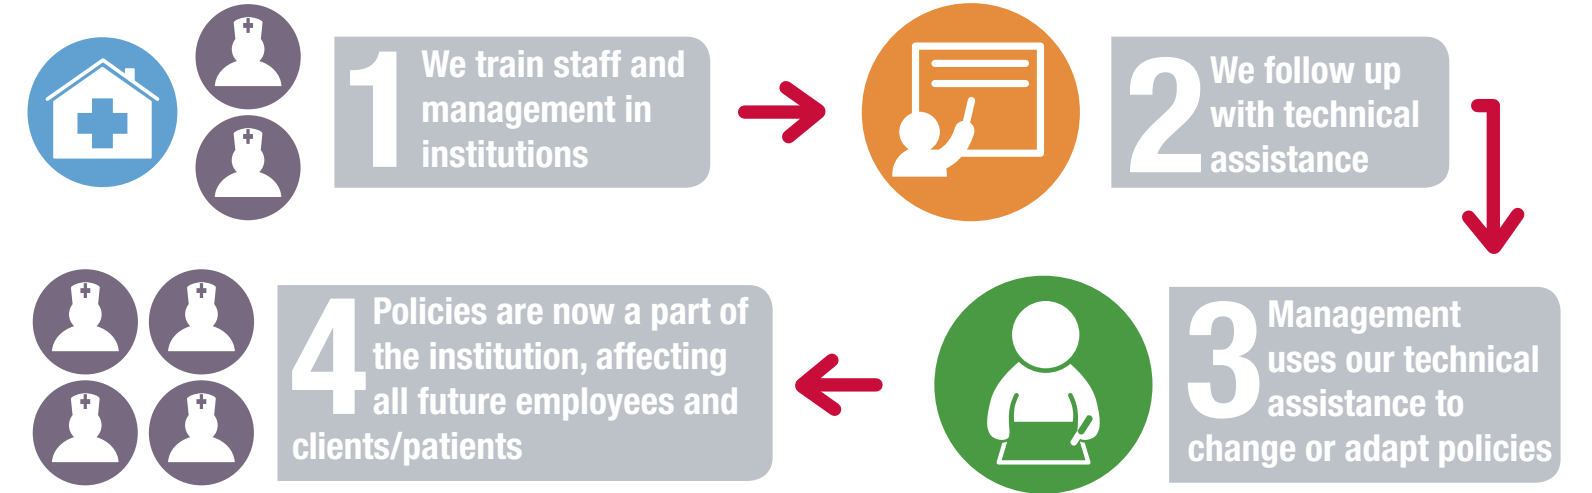 1 We train staff and
management in
institutions
2 We follow up
with technical
assistance
3 Management
uses our technical
assistance to
change or adapt policies
4 Policies are now a part of
the institution, affecting
all future employees and
clients/patients